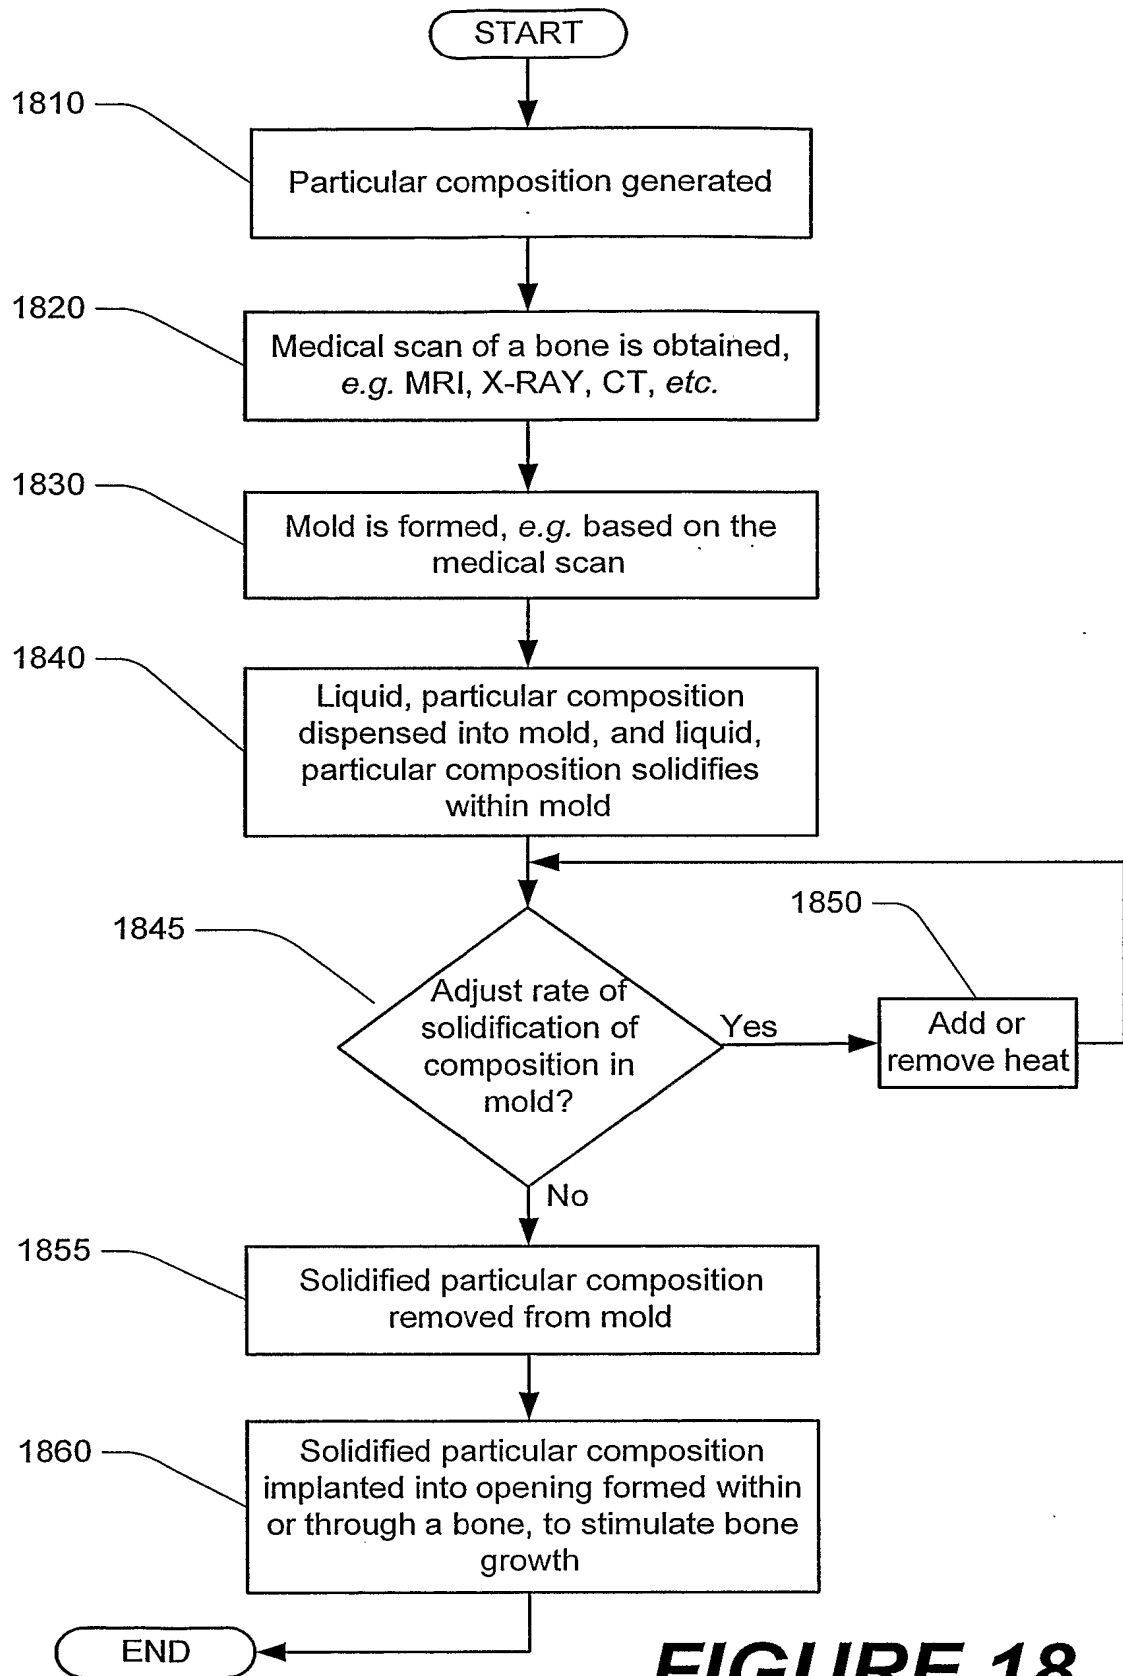 START
1810
Particular composition generated
1820
Medical scan of a bone is obtained,
e.g. MRI, X-RAY, CT, etc.
1830
Mold is formed, e.g. based on the
medical scan
1840
Liquid, particular composition
dispensed into mold, and liquid,
particular composition solidifies
within mold
1845
Adjust rate of
solidification of
composition in
mold?
Yes
1850
Add or
remove heat
No
1855
Solidified particular composition
removed from mold
1860
Solidified particular composition
implanted into opening formed within
or through a bone, to stimulate bone
growth
END
FIGURE 18